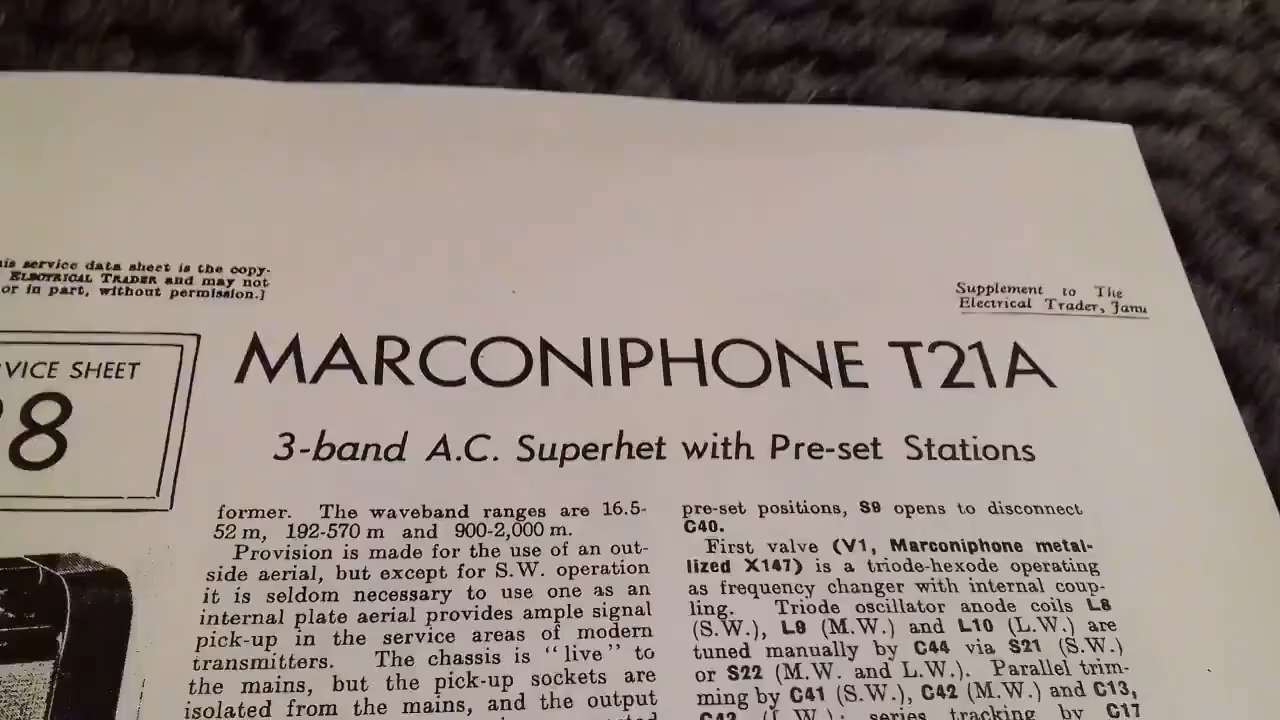 is service data sheet is the copy-
ELECTRICAL TRADER and may not
or in part, without permission.]
Supplement to The
Electrical Trader, Janu
VICE SHEET
8
MARCONIPHONE T21A
3-band A.C. Superhet with Pre-set Stations
former. The waveband ranges are 16.5-
52 m, 192-570 m and 900-2,000 m.
Provision is made for the use of an out-
side aerial, but except for S.W. operation
it is seldom necessary to use one as an
internal plate aerial provides ample signal
pick-up in the service areas of modern
transmitters. The chassis is "live" to
the mains, but the pick-up sockets are
isolated from the mains, and the output
pre-set positions, S9 opens to disconnect
C40.
First valve (V1, Marconiphone metal-
lized X147) is a triode-hexode operating
as frequency changer with internal coup-
ling. Triode oscillator anode coils L8
(S.W.), L9 (M.W.) and L10 (L.W.) are
tuned manually by C44 via S21 (S.W.)
or S22 (M.W. and L.W.). Parallel trim-
ming by C41 (S.W.), C42 (M.W.) and C13,
C43 (L.W.); series tracking by C17